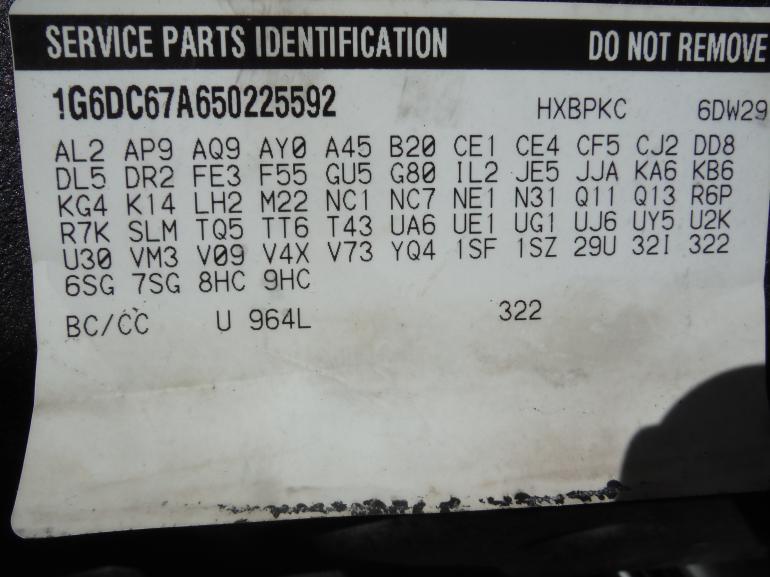 SERVICE PARTS IDENTIFICATION DO NOT REMOVE
1G6DC67A650225592 HXBPKC 6DW29
AL2 AP9 AQ9 AY0 A45 B20 CE1 CE4 CF5 CJ2 DD8
DL5 DR2 FE3 F55 GU5 G80 IL2 JE5 JJA KA6 KB6
KG4 K14 LH2 M22 NC1 NC7 NE1 N31 Q11 Q13 R6P
R7K SLM TQ5 TT6 T43 UA6 UE1 UG1 UJ6 UY5 U2K
U30 VM3 V09 V4X V73 YQ4 1SF 1SZ 29U 32I 322
6SG 7SG 8HC 9HC
BC/CC U 964L 322